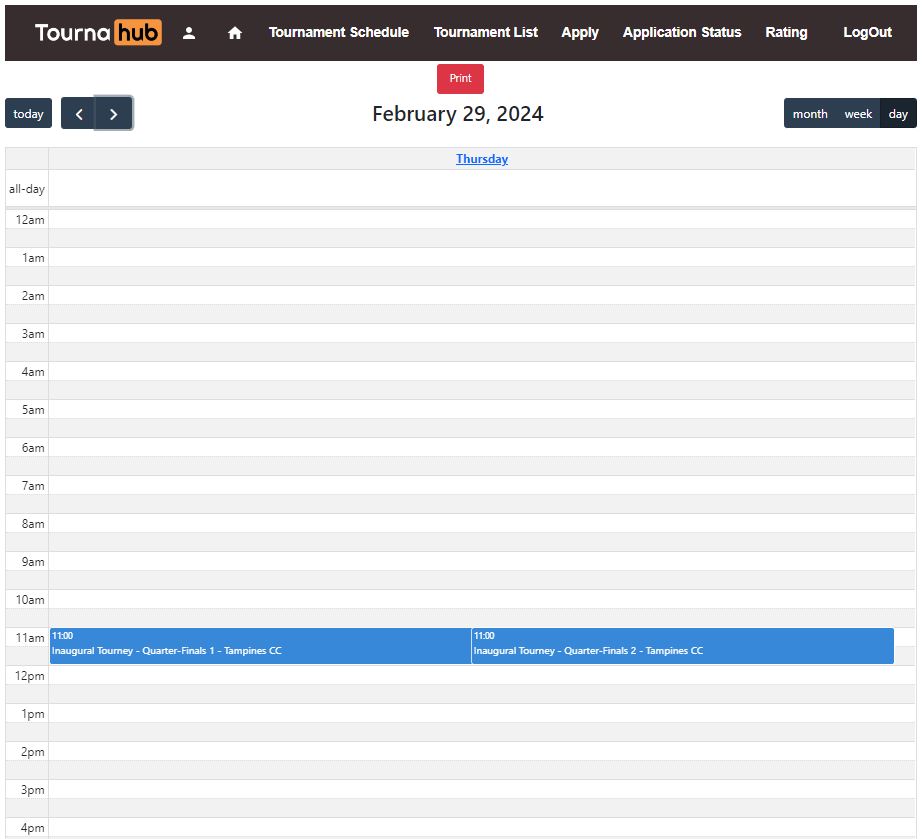 Tourna hub Tournament Schedule Tournament List Apply Application Status Rating LogOut
Print
today February 29, 2024 month week day
Thursday
all-day
12am
1am
2am
3am
4am
5am
6am
7am
8am
9am
10am
11am
11:00
Inaugural Tourney - Quarter-Finals 1 - Tampines CC
11:00
Inaugural Tourney - Quarter-Finals 2 - Tampines CC
12pm
1pm
2pm
3pm
4pm